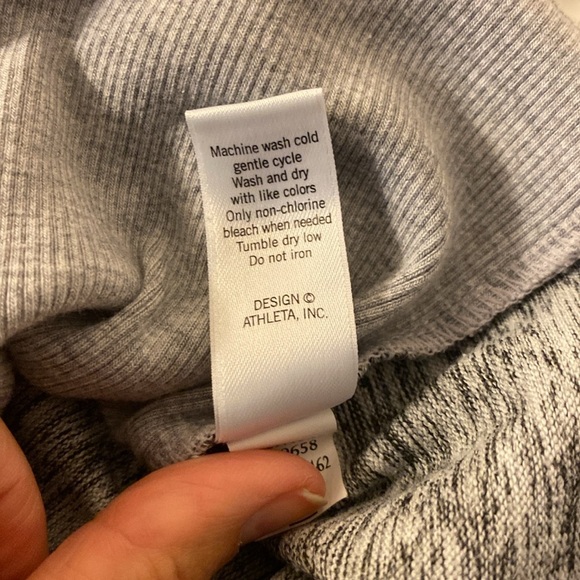 Machine wash cold
gentle cycle
Wash and dry
with like colors
Only non-chlorine
bleach when needed
Tumble dry low
Do not iron
DESIGN ©
ATHLETA, INC.